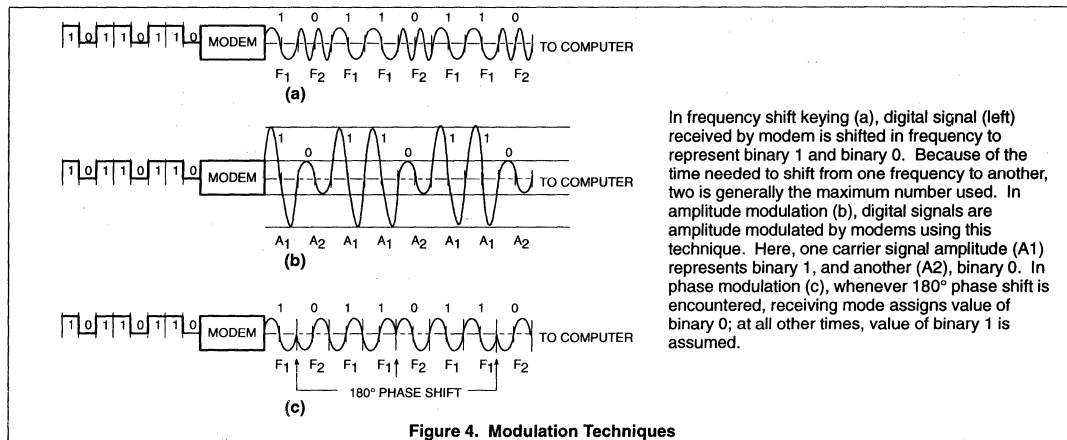 1 0 1 1 0 1 1 0
1 0 1 1 0 1 1 0 MODEM TO COMPUTER
F1 F2 F1 F1 F2 F1 F1 F2
(a)
1 0 1 1 0 1 1 0
1 0 1 1 0 1 1 0 MODEM TO COMPUTER
A1 A2 A1 A1 A2 A1 A1 A2
(b)
1 0 1 1 0 1 1 0
1 0 1 1 0 1 1 0 MODEM TO COMPUTER
F1 F2 F1 F1 F2 F1 F1 F2
180° PHASE SHIFT
(c)
In frequency shift keying (a), digital signal (left)
received by modem is shifted in frequency to
represent binary 1 and binary 0. Because of the
time needed to shift from one frequency to another,
two is generally the maximum number used. In
amplitude modulation (b), digital signals are
amplitude modulated by modems using this
technique. Here, one carrier signal amplitude (A1)
represents binary 1, and another (A2), binary 0. In
phase modulation (c), whenever 180° phase shift is
encountered, receiving mode assigns value of
binary 0; at all other times, value of binary 1 is
assumed.
Figure 4. Modulation Techniques